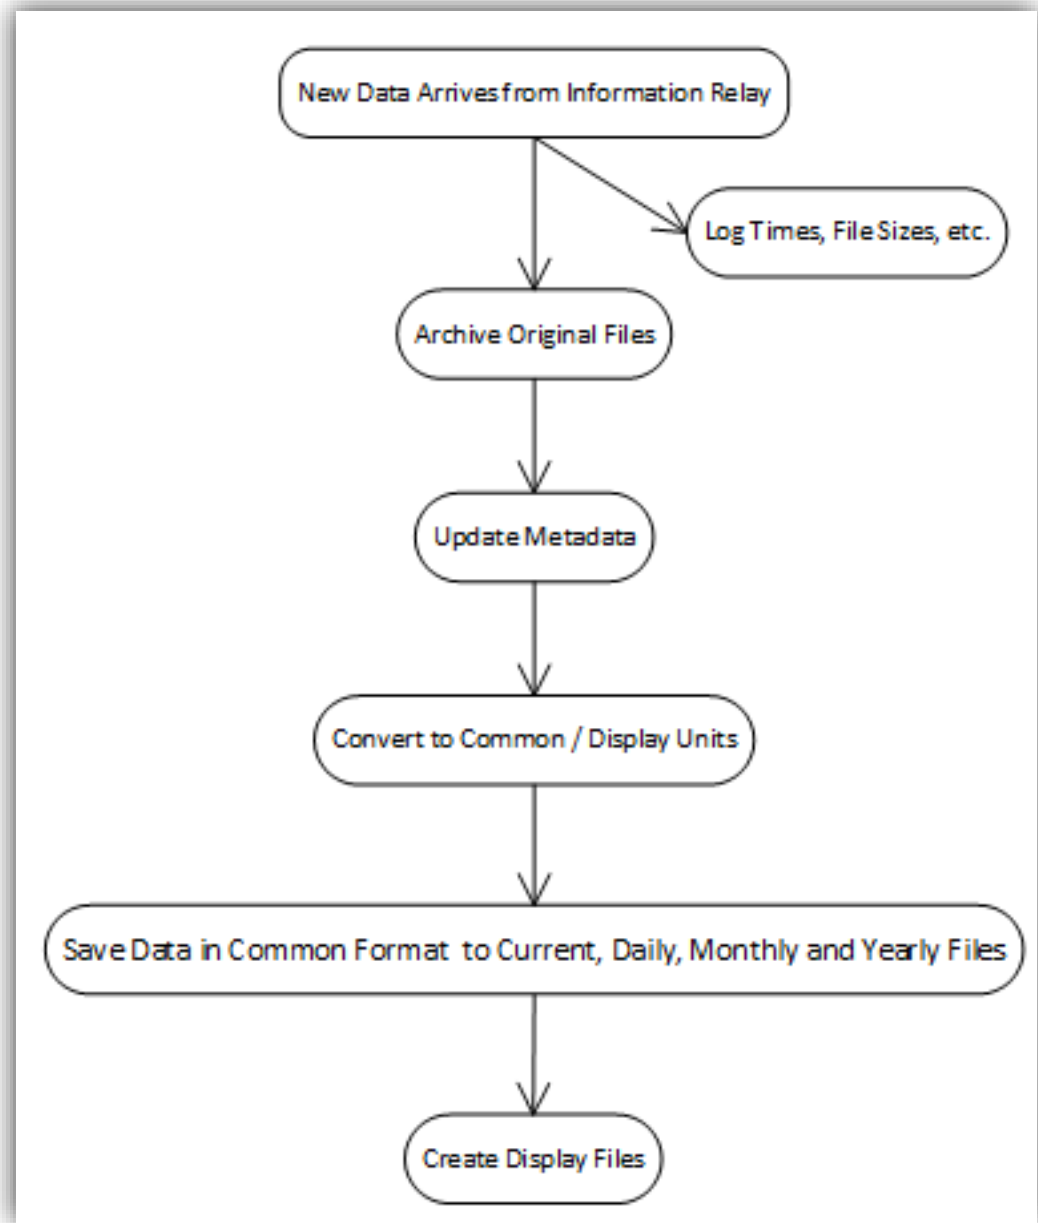 New Data Arrives from Information Relay
Log Times, File Sizes, etc.
Archive Original Files
Update Metadata
Convert to Common / Display Units
Save Data in Common Format to Current, Daily, Monthly and Yearly Files
Create Display Files